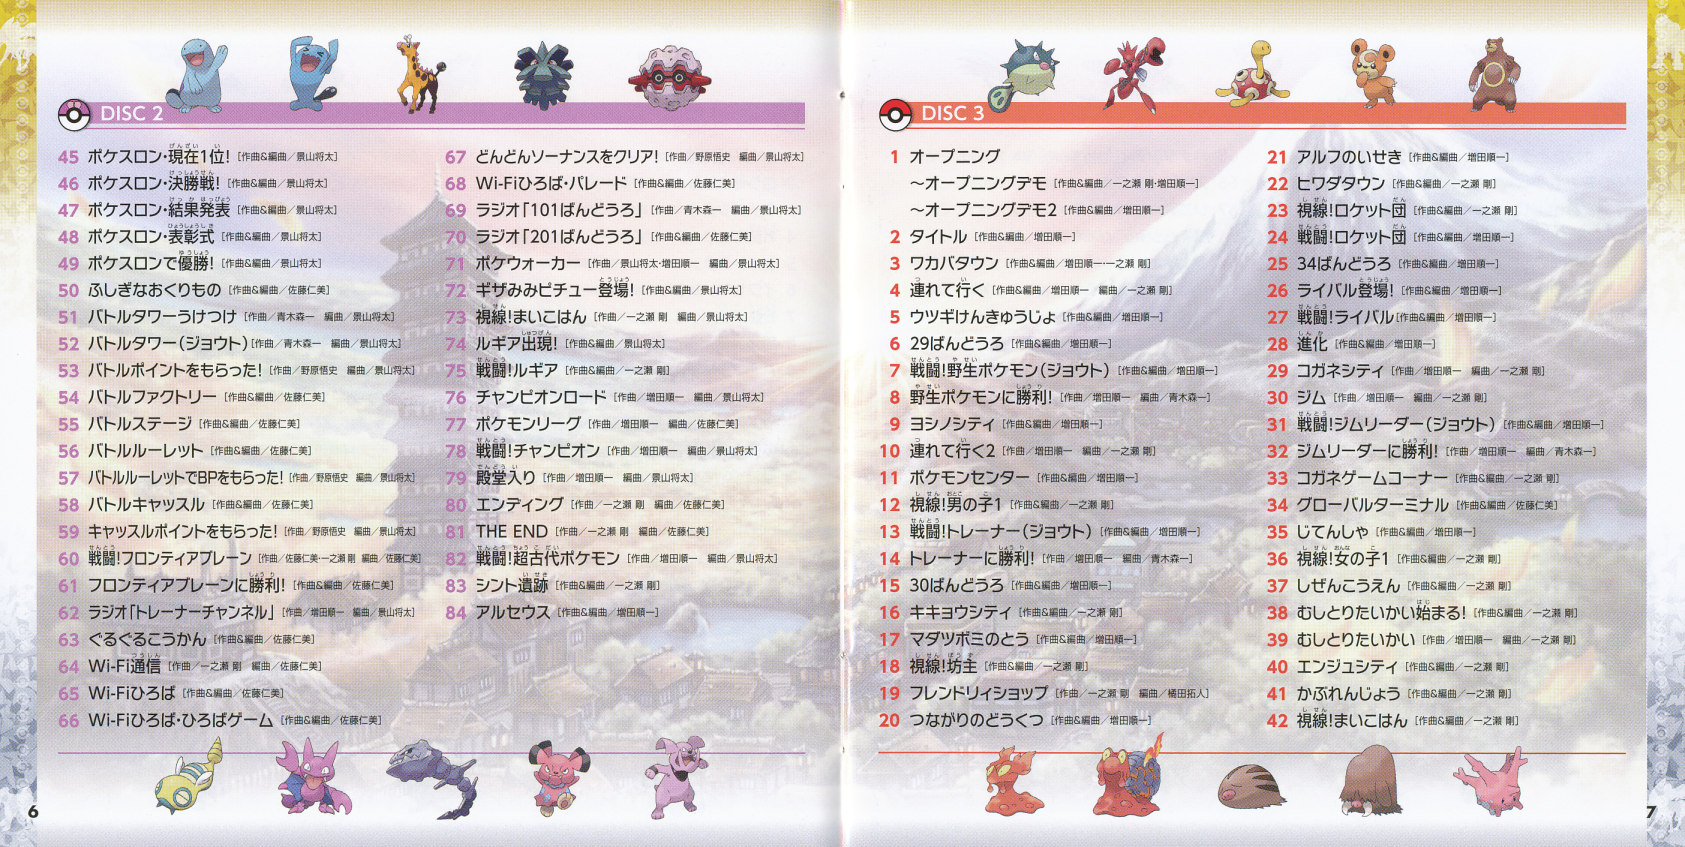 DISC 2
45 ポケスロン・現在1位! [作曲&編曲／景山将太]
46 ポケスロン・決勝戦! [作曲&編曲／景山将太]
47 ポケスロン・結果発表 [作曲&編曲／景山将太]
48 ポケスロン・表彰式 [作曲&編曲／景山将太]
49 ポケスロンで優勝! [作曲&編曲／景山将太]
50 ふしぎなおくりもの [作曲&編曲／佐藤仁美]
51 バトルタワーうけつけ [作曲／青木森一 編曲／景山将太]
52 バトルタワー（ジョウト） [作曲／青木森一 編曲／景山将太]
53 バトルポイントをもらった! [作曲／野原悟史 編曲／景山将太]
54 バトルファクトリー [作曲&編曲／佐藤仁美]
55 バトルステージ [作曲&編曲／佐藤仁美]
56 バトルルーレット [作曲&編曲／佐藤仁美]
57 バトルルーレットでBPをもらった! [作曲／野原悟史 編曲／景山将太]
58 バトルキャッスル [作曲&編曲／佐藤仁美]
59 キャッスルポイントをもらった! [作曲／野原悟史 編曲／景山将太]
60 戦闘!フロンティアブレーン [作曲／佐藤仁美・一之瀬 剛 編曲／佐藤仁美]
61 フロンティアブレーンに勝利! [作曲&編曲／佐藤仁美]
62 ラジオ「トレーナーチャンネル」 [作曲／増田順一 編曲／景山将太]
63 ぐるぐるこうかん [作曲&編曲／佐藤仁美]
64 Wi-Fi通信 [作曲／一之瀬 剛 編曲／佐藤仁美]
65 Wi-Fiひろば [作曲&編曲／佐藤仁美]
66 Wi-Fiひろば・ひろばゲーム [作曲&編曲／佐藤仁美]
67 どんどんソーナンスをクリア! [作曲／野原悟史 編曲／景山将太]
68 Wi-Fiひろば・パレード [作曲&編曲／佐藤仁美]
69 ラジオ「101ばんどうろ」 [作曲／青木森一 編曲／景山将太]
70 ラジオ「201ばんどうろ」 [作曲&編曲／佐藤仁美]
71 ポケウォーカー [作曲／景山将太・増田順一 編曲／景山将太]
72 ギザみみピチュー登場! [作曲&編曲／景山将太]
73 視線!まいこはん [作曲／一之瀬 剛 編曲／景山将太]
74 ルギア出現! [作曲&編曲／景山将太]
75 戦闘!ルギア [作曲&編曲／一之瀬 剛]
76 チャンピオンロード [作曲／増田順一 編曲／景山将太]
77 ポケモンリーグ [作曲／増田順一 編曲／佐藤仁美]
78 戦闘!チャンピオン [作曲／増田順一 編曲／景山将太]
79 殿堂入り [作曲／増田順一 編曲／景山将太]
80 エンディング [作曲／一之瀬 剛 編曲／佐藤仁美]
81 THE END [作曲／一之瀬 剛 編曲／佐藤仁美]
82 戦闘!超古代ポケモン [作曲／増田順一 編曲／景山将太]
83 シント遺跡 [作曲&編曲／一之瀬 剛]
84 アルセウス [作曲&編曲／増田順一]
6
DISC 3
1 オープニング
～オープニングデモ [作曲&編曲／一之瀬 剛・増田順一]
～オープニングデモ2 [作曲&編曲／増田順一]
2 タイトル [作曲&編曲／増田順一]
3 ワカバタウン [作曲&編曲／増田順一・一之瀬 剛]
4 連れて行く [作曲&編曲／増田順一 編曲／一之瀬 剛]
5 ウツギけんきゅうじょ [作曲&編曲／増田順一]
6 29ばんどうろ [作曲&編曲／増田順一]
7 戦闘!野生ポケモン（ジョウト） [作曲&編曲／増田順一]
8 野生ポケモンに勝利! [作曲／増田順一 編曲／青木森一]
9 ヨシノシティ [作曲&編曲／増田順一]
10 連れて行く2 [作曲／増田順一 編曲／一之瀬 剛]
11 ポケモンセンター [作曲&編曲／増田順一]
12 視線!男の子1 [作曲&編曲／一之瀬 剛]
13 戦闘!トレーナー（ジョウト） [作曲&編曲／増田順一]
14 トレーナーに勝利! [作曲／増田順一 編曲／青木森一]
15 30ばんどうろ [作曲&編曲／増田順一]
16 キキョウシティ [作曲&編曲／一之瀬 剛]
17 マダツボミのとう [作曲&編曲／増田順一]
18 視線!坊主 [作曲&編曲／一之瀬 剛]
19 フレンドリィショップ [作曲／一之瀬 剛 編曲／桶田拓人]
20 つながりのどうくつ [作曲&編曲／増田順一]
21 アルフのいせき [作曲&編曲／増田順一]
22 ヒワダタウン [作曲&編曲／一之瀬 剛]
23 視線!ロケット団 [作曲&編曲／一之瀬 剛]
24 戦闘!ロケット団 [作曲&編曲／増田順一]
25 34ばんどうろ [作曲&編曲／増田順一]
26 ライバル登場! [作曲&編曲／増田順一]
27 戦闘!ライバル [作曲&編曲／増田順一]
28 進化 [作曲&編曲／増田順一]
29 コガネシティ [作曲／増田順一 編曲／一之瀬 剛]
30 ジム [作曲／増田順一 編曲／一之瀬 剛]
31 戦闘!ジムリーダー（ジョウト） [作曲&編曲／増田順一]
32 ジムリーダーに勝利! [作曲／増田順一 編曲／青木森一]
33 コガネゲームコーナー [作曲&編曲／一之瀬 剛]
34 グローバルターミナル [作曲&編曲／佐藤仁美]
35 じてんしゃ [作曲&編曲／増田順一]
36 視線!女の子1 [作曲&編曲／一之瀬 剛]
37 しぜんこうえん [作曲&編曲／一之瀬 剛]
38 むしとりたいかい始まる! [作曲&編曲／一之瀬 剛]
39 むしとりたいかい [作曲／増田順一 編曲／一之瀬 剛]
40 エンジュシティ [作曲&編曲／一之瀬 剛]
41 かぶれんじょう [作曲&編曲／一之瀬 剛]
42 視線!まいこはん [作曲&編曲／一之瀬 剛]
7